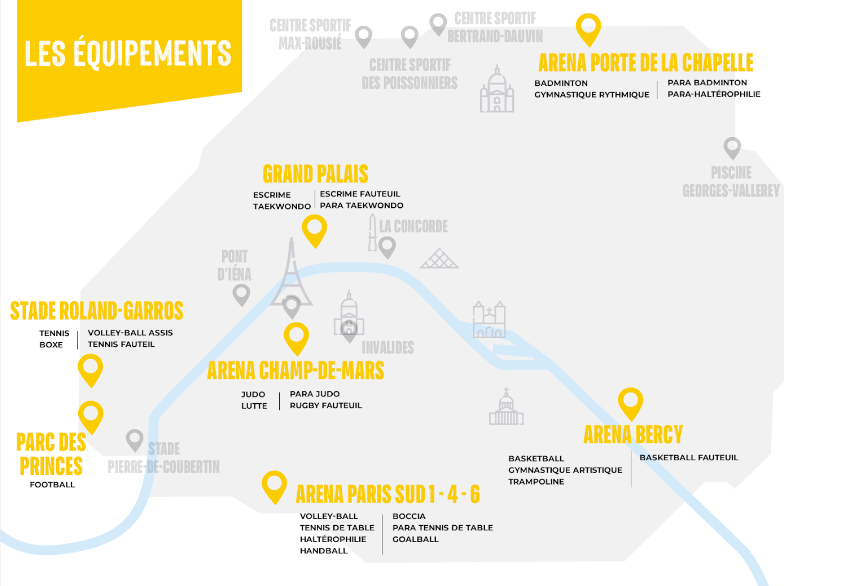 LES ÉQUIPEMENTS
CENTRE SPORTIF
MAX-ROUSIÉ
CENTRE SPORTIF
DES POISSONNIERS
CENTRE SPORTIF
BERTRAND-DAUVIN
ARENA PORTE DE LA CHAPELLE
BADMINTON
GYMNASTIQUE RYTHMIQUE
PARA BADMINTON
PARA-HALTÉROPHILIE
PISCINE
GEORGES-VALLEREY
GRAND PALAIS
ESCRIME
TAEKWONDO
ESCRIME FAUTEUIL
PARA TAEKWONDO
LA CONCORDE
PONT
D'IÉNA
STADE ROLAND-GARROS
TENNIS
BOXE
VOLLEY-BALL ASSIS
TENNIS FAUTEIL
INVALIDES
ARENA CHAMP-DE-MARS
JUDO
LUTTE
PARA JUDO
RUGBY FAUTEUIL
PARC DES
PRINCES
FOOTBALL
STADE
PIERRE-DE-COUBERTIN
ARENA BERCY
BASKETBALL
GYMNASTIQUE ARTISTIQUE
TRAMPOLINE
BASKETBALL FAUTEUIL
ARENA PARIS SUD 1 - 4 - 6
VOLLEY-BALL
TENNIS DE TABLE
HALTÉROPHILIE
HANDBALL
BOCCIA
PARA TENNIS DE TABLE
GOALBALL